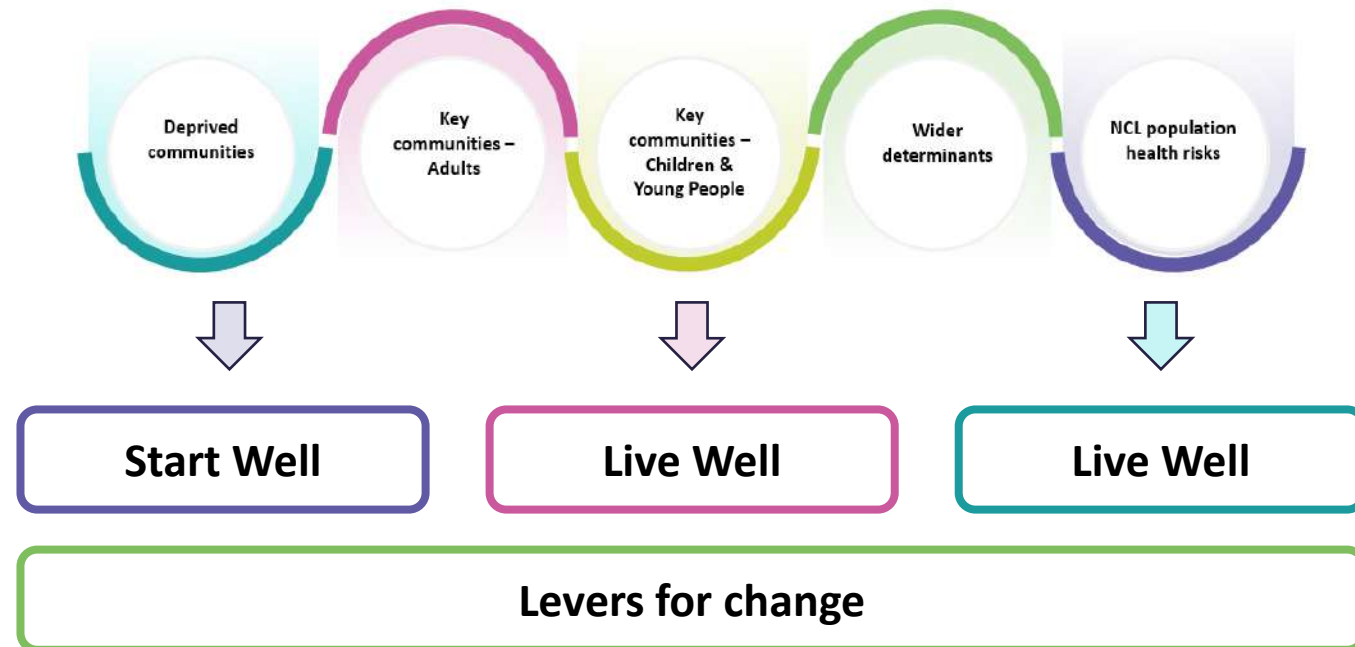 Deprived
communities
Key
communities –
Adults
Key
communities –
Children &
Young People
Wider
determinants
NCL population
health risks
Start Well
Live Well
Live Well
Levers for change